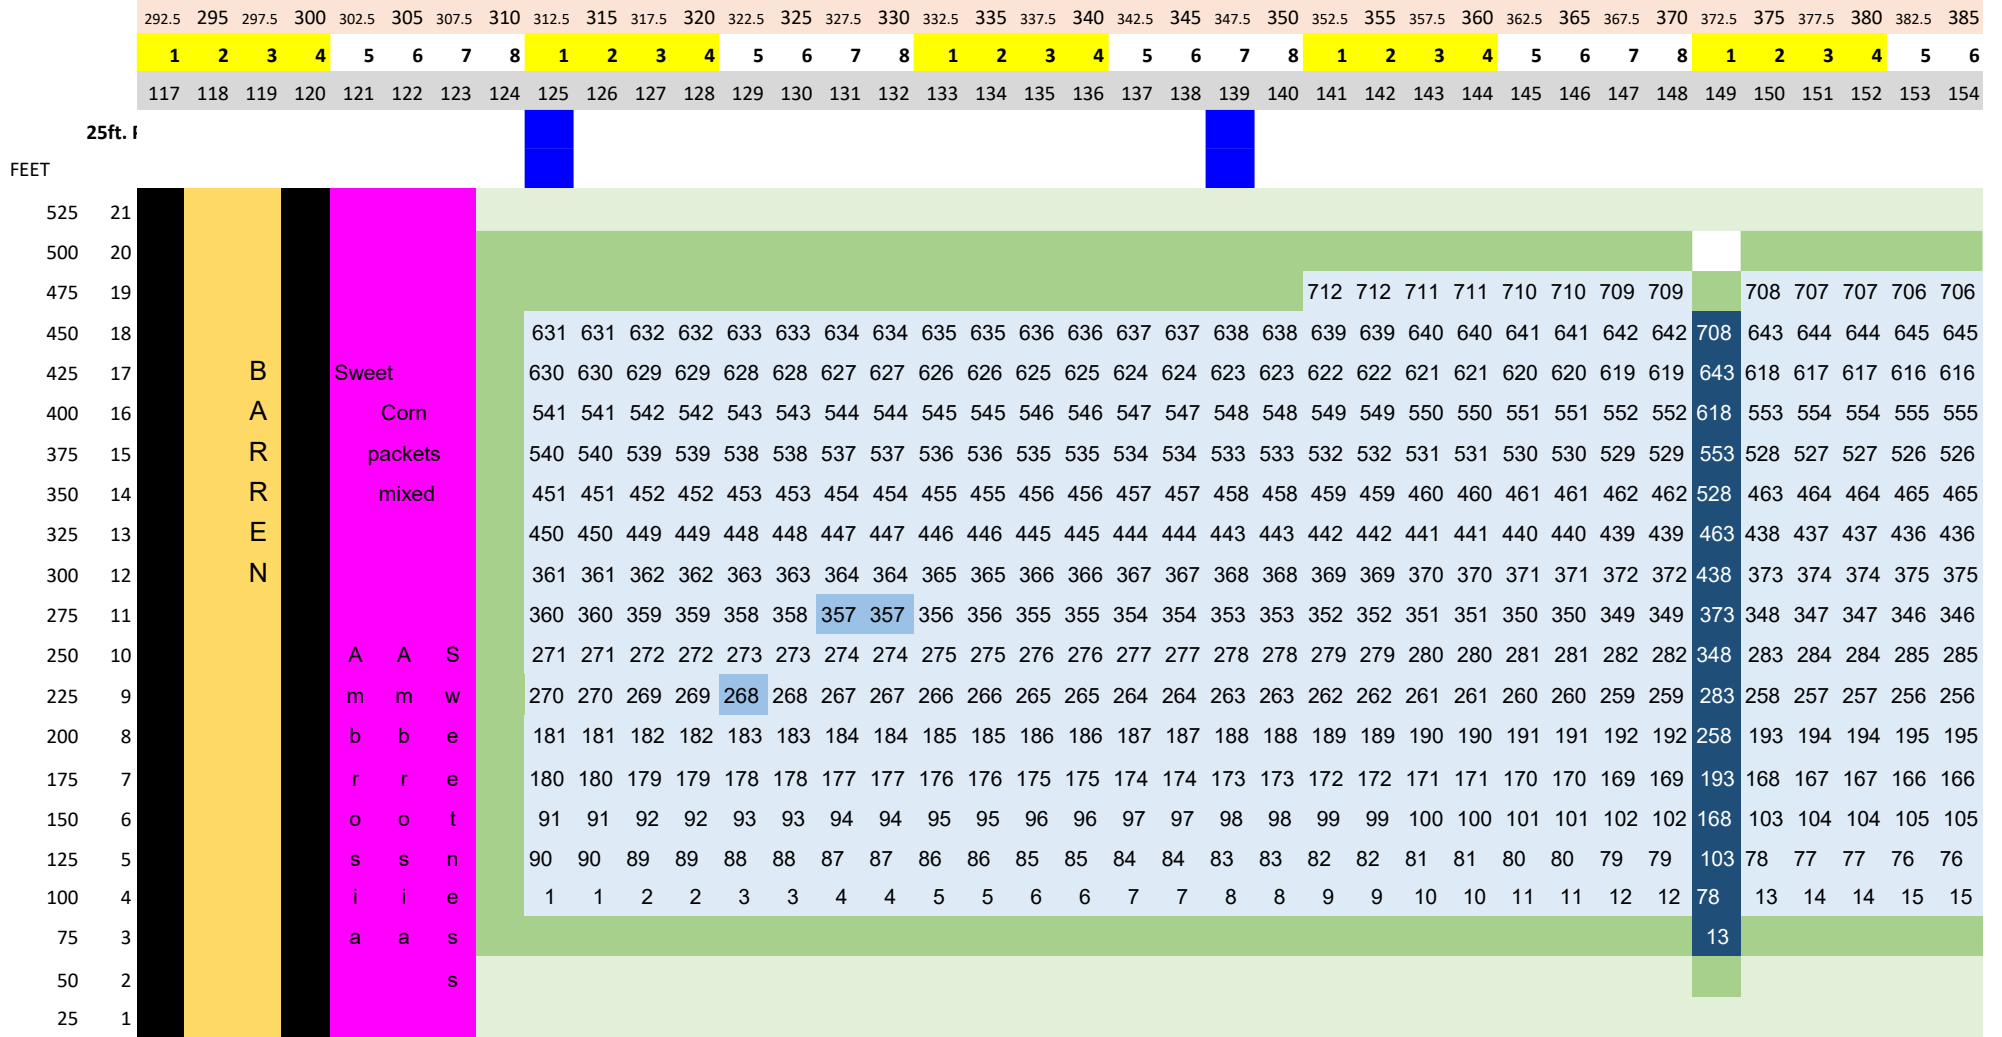 292.5 295 297.5 300 302.5 305 307.5 310 312.5 315 317.5 320 322.5 325 327.5 330 332.5 335 337.5 340 342.5 345 347.5 350 352.5 355 357.5 360 362.5 365 367.5 370 372.5 375 377.5 380 382.5 385
1 2 3 4 5 6 7 8 1 2 3 4 5 6 7 8 1 2 3 4 5 6 7 8 1 2 3 4 5 6 7 8 1 2 3 4 5 6
117 118 119 120 121 122 123 124 125 126 127 128 129 130 131 132 133 134 135 136 137 138 139 140 141 142 143 144 145 146 147 148 149 150 151 152 153 154
25ft.
FEET
525 21
500 20
475 19 712 712 711 711 710 710 709 709 708 707 707 706 706
450 18 631 631 632 632 633 633 634 634 635 635 636 636 637 637 638 638 639 639 640 640 641 641 642 642 708 643 644 644 645 645
425 17 B Sweet 630 630 629 629 628 628 627 627 626 626 625 625 624 624 623 623 622 622 621 621 620 620 619 619 643 618 617 617 616 616
400 16 A Corn 541 541 542 542 543 543 544 544 545 545 546 546 547 547 548 548 549 549 550 550 551 551 552 552 618 553 554 554 555 555
375 15 R packets 540 540 539 539 538 538 537 537 536 536 535 535 534 534 533 533 532 532 531 531 530 530 529 529 553 528 527 527 526 526
350 14 R mixed 451 451 452 452 453 453 454 454 455 455 456 456 457 457 458 458 459 459 460 460 461 461 462 462 528 463 464 464 465 465
325 13 E 450 450 449 449 448 448 447 447 446 446 445 445 444 444 443 443 442 442 441 441 440 440 439 439 463 438 437 437 436 436
300 12 N 361 361 362 362 363 363 364 364 365 365 366 366 367 367 368 368 369 369 370 370 371 371 372 372 438 373 374 374 375 375
275 11 360 360 359 359 358 358 357 357 356 356 355 355 354 354 353 353 352 352 351 351 350 350 349 349 373 348 347 347 346 346
250 10 A A S 271 271 272 272 273 273 274 274 275 275 276 276 277 277 278 278 279 279 280 280 281 281 282 282 348 283 284 284 285 285
225 9 m m w 270 270 269 269 268 268 267 267 266 266 265 265 264 264 263 263 262 262 261 261 260 260 259 259 283 258 257 257 256 256
200 8 b b e 181 181 182 182 183 183 184 184 185 185 186 186 187 187 188 188 189 189 190 190 191 191 192 192 258 193 194 194 195 195
175 7 r r e 180 180 179 179 178 178 177 177 176 176 175 175 174 174 173 173 172 172 171 171 170 170 169 169 193 168 167 167 166 166
150 6 o o t 91 91 92 92 93 93 94 94 95 95 96 96 97 97 98 98 99 99 100 100 101 101 102 102 168 103 104 104 105 105
125 5 s s n 90 90 89 89 88 88 87 87 86 86 85 85 84 84 83 83 82 82 81 81 80 80 79 79 103 78 77 77 76 76
100 4 i i e 1 1 2 2 3 3 4 4 5 5 6 6 7 7 8 8 9 9 10 10 11 11 12 12 78 13 14 14 15 15
75 3 a a s 13
50 2 s
25 1